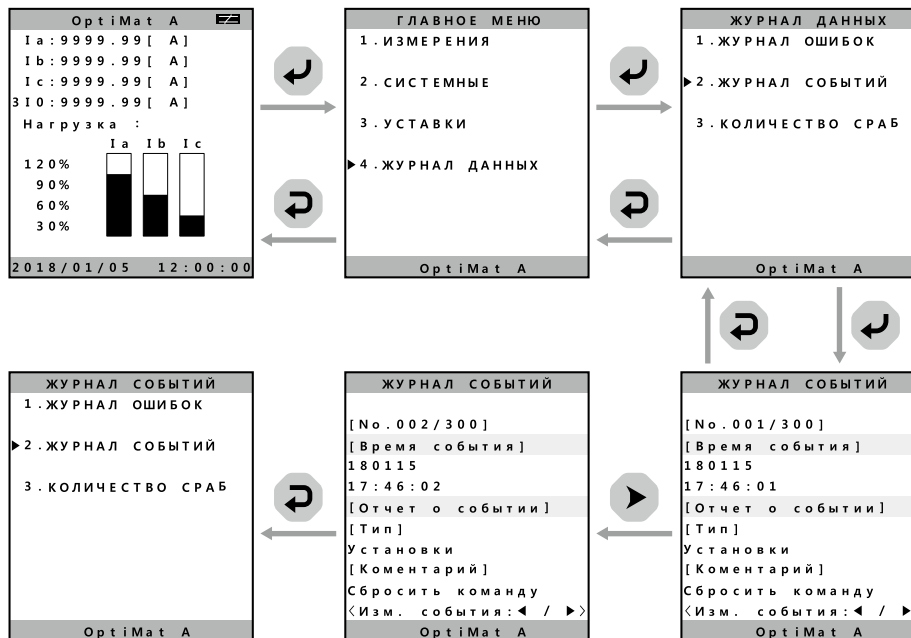 OptiMat A
Ia:9999.99[ A]
Ib:9999.99[ A]
Ic:9999.99[ A]
3I0:9999.99[ A]
Нагрузка :
Ia Ib Ic
120%
90%
60%
30%
2018/01/05 12:00:00
ГЛАВНОЕ МЕНЮ
1.ИЗМЕРЕНИЯ
2.СИСТЕМНЫЕ
3.УСТАВКИ
▶4.ЖУРНАЛ ДАННЫХ
OptiMat A
ЖУРНАЛ ДАННЫХ
1.ЖУРНАЛ ОШИБОК
▶2.ЖУРНАЛ СОБЫТИЙ
3.КОЛИЧЕСТВО СРАБ
OptiMat A
ЖУРНАЛ СОБЫТИЙ
1.ЖУРНАЛ ОШИБОК
▶2.ЖУРНАЛ СОБЫТИЙ
3.КОЛИЧЕСТВО СРАБ
OptiMat A
ЖУРНАЛ СОБЫТИЙ
[No.002/300]
[Время события]
180115
17:46:02
[Отчет о событии]
[Тип]
Установки
[Коментарий]
Сбросить команду
〈Изм. события:◀ / ▶〉
OptiMat A
ЖУРНАЛ СОБЫТИЙ
[No.001/300]
[Время события]
180115
17:46:01
[Отчет о событии]
[Тип]
Установки
[Коментарий]
Сбросить команду
〈Изм. события:◀ / ▶
OptiMat A